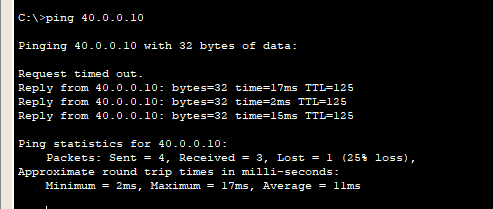 C:\>ping 40.0.0.10
Pinging 40.0.0.10 with 32 bytes of data:
Request timed out.
Reply from 40.0.0.10: bytes=32 time=17ms TTL=125
Reply from 40.0.0.10: bytes=32 time=2ms TTL=125
Reply from 40.0.0.10: bytes=32 time=15ms TTL=125
Ping statistics for 40.0.0.10:
    Packets: Sent = 4, Received = 3, Lost = 1 (25% loss),
Approximate round trip times in milli-seconds:
    Minimum = 2ms, Maximum = 17ms, Average = 11ms